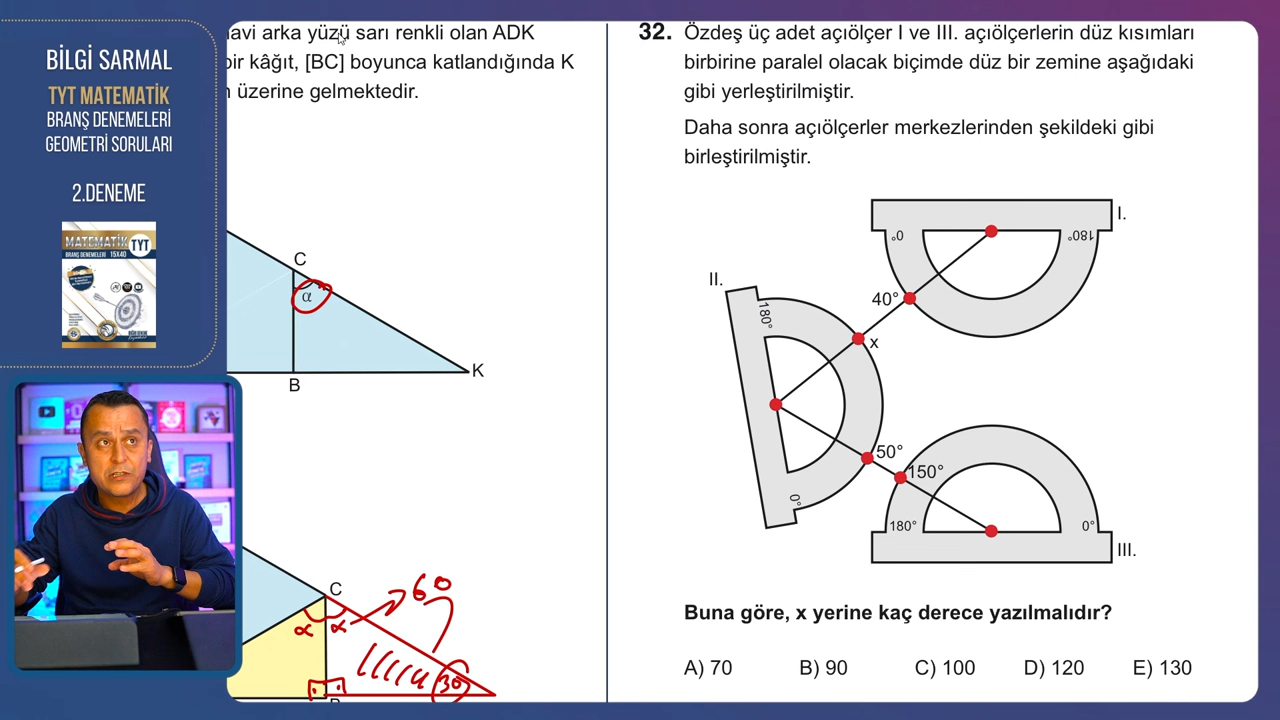 BİLGİ SARMAL
TYT MATEMATİK
BRANŞ DENEMELERİ
GEOMETRİ SORULARI
2.DENEME
MATEMATİK TYT
BRANŞ DENEMELERİ 15X40
avi arka yüzü sarı renkli olan ADK
bir kâğıt, [BC] boyunca katlandığında K
üzerine gelmektedir.
C
α
K
B
C
α α
60
30
32. Özdeş üç adet açıölçer I ve III. açıölçerlerin düz kısımları
birbirine paralel olacak biçimde düz bir zemine aşağıdaki
gibi yerleştirilmiştir.
Daha sonra açıölçerler merkezlerinden şekildeki gibi
birleştirilmiştir.
I.
0° 180°
40°
II.
180°
x
50°
150°
0°
180° 0°
III.
Buna göre, x yerine kaç derece yazılmalıdır?
A) 70 B) 90 C) 100 D) 120 E) 130